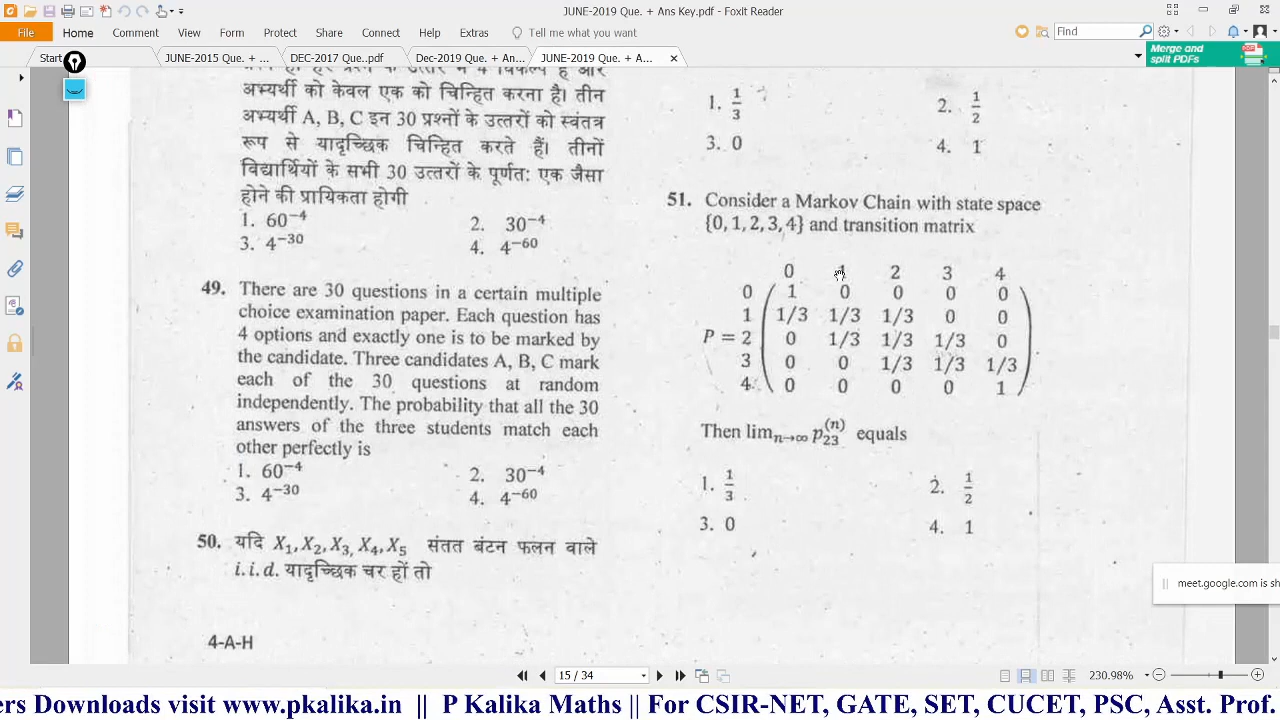 JUNE-2019 Que. + Ans Key.pdf - Foxit Reader
File Home Comment View Form Protect Share Connect Help Extras Tell me what you want Find
Start JUNE-2015 Que. + ... DEC-2017 Que..pdf Dec-2019 Que. + An... JUNE-2019 Que. + A...
Merge and
split PDFs
अभ्यर्थी को केवल एक को चिन्हित करना है। तीन
अभ्यर्थी A, B, C इन 30 प्रश्नों के उत्तरों को स्वंतत्र
रूप से यादृच्छिक चिन्हित करते हैं। तीनों
विद्यार्थियों के सभी 30 उत्तरों के पूर्णतः एक जैसा
होने की प्रायिकता होगी
1. 60⁻⁴ 2. 30⁻⁴
3. 4⁻³⁰ 4. 4⁻⁶⁰
49. There are 30 questions in a certain multiple
choice examination paper. Each question has
4 options and exactly one is to be marked by
the candidate. Three candidates A, B, C mark
each of the 30 questions at random
independently. The probability that all the 30
answers of the three students match each
other perfectly is
1. 60⁻⁴ 2. 30⁻⁴
3. 4⁻³⁰ 4. 4⁻⁶⁰
50. यदि X₁, X₂, X₃, X₄, X₅ संतत बंटन फलन वाले
i.i.d. यादृच्छिक चर हों तो
4-A-H
1. 1/3 2. 1/2
3. 0 4. 1
51. Consider a Markov Chain with state space
{0, 1, 2, 3, 4} and transition matrix
0 1 2 3 4
0 1 0 0 0 0
1 1/3 1/3 1/3 0 0
P = 2 0 1/3 1/3 1/3 0
3 0 0 1/3 1/3 1/3
4 0 0 0 0 1
Then limₙ→∞ p₂₃⁽ⁿ⁾ equals
1. 1/3 2. 1/2
3. 0 4. 1
meet.google.com is sh
15 / 34 230.98%
ers Downloads visit www.pkalika.in || P Kalika Maths || For CSIR-NET, GATE, SET, CUCET, PSC, Asst. Prof.